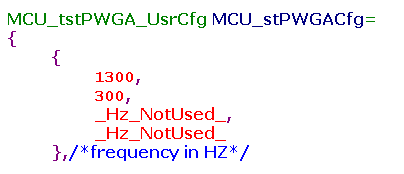 MCU_tstPWGA_UsrCfg MCU_stPWGACfg=
{
{
1300,
300,
_Hz_NotUsed_,
_Hz_NotUsed_
},/*frequency in HZ*/